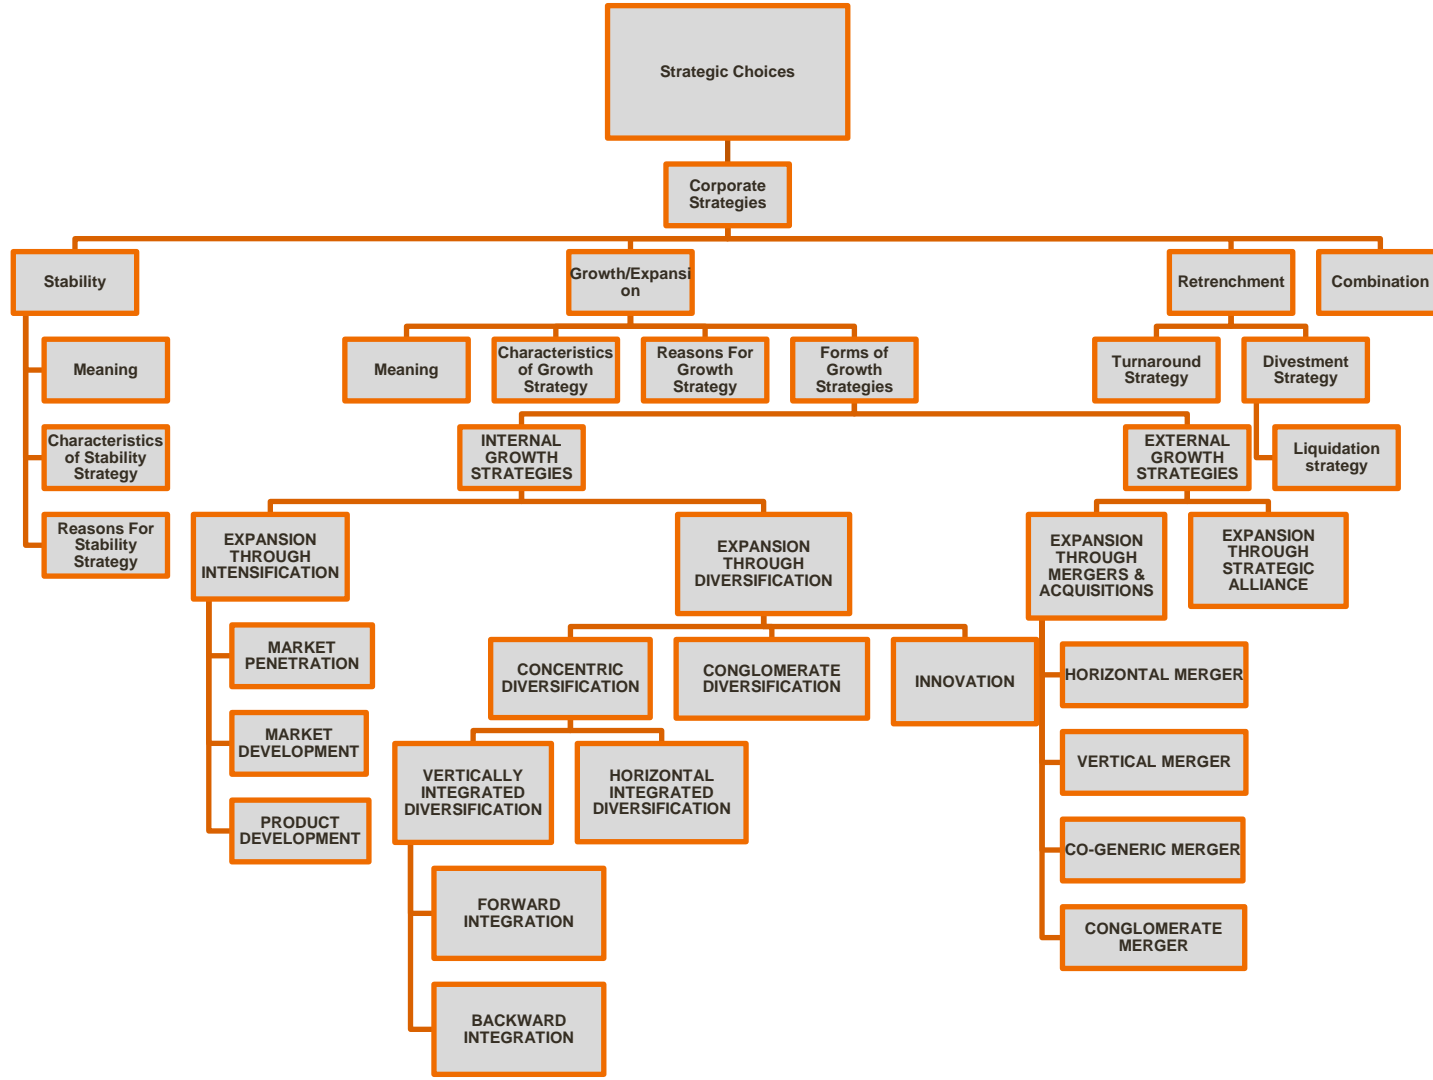 Strategic Choices
Corporate
Strategies
Stability
Growth/Expansi
on
Retrenchment
Combination
Meaning
Characteristics
of Stability
Strategy
Reasons For
Stability
Strategy
Meaning
Characteristics
of Growth
Strategy
Reasons For
Growth
Strategy
Forms of
Growth
Strategies
Turnaround
Strategy
Divestment
Strategy
Liquidation
strategy
INTERNAL
GROWTH
STRATEGIES
EXTERNAL
GROWTH
STRATEGIES
EXPANSION
THROUGH
INTENSIFICATION
EXPANSION
THROUGH
DIVERSIFICATION
EXPANSION
THROUGH
MERGERS &
ACQUISITIONS
EXPANSION
THROUGH
STRATEGIC
ALLIANCE
MARKET
PENETRATION
MARKET
DEVELOPMENT
PRODUCT
DEVELOPMENT
CONCENTRIC
DIVERSIFICATION
CONGLOMERATE
DIVERSIFICATION
INNOVATION
VERTICALLY
INTEGRATED
DIVERSIFICATION
HORIZONTAL
INTEGRATED
DIVERSIFICATION
FORWARD
INTEGRATION
BACKWARD
INTEGRATION
HORIZONTAL MERGER
VERTICAL MERGER
CO-GENERIC MERGER
CONGLOMERATE
MERGER